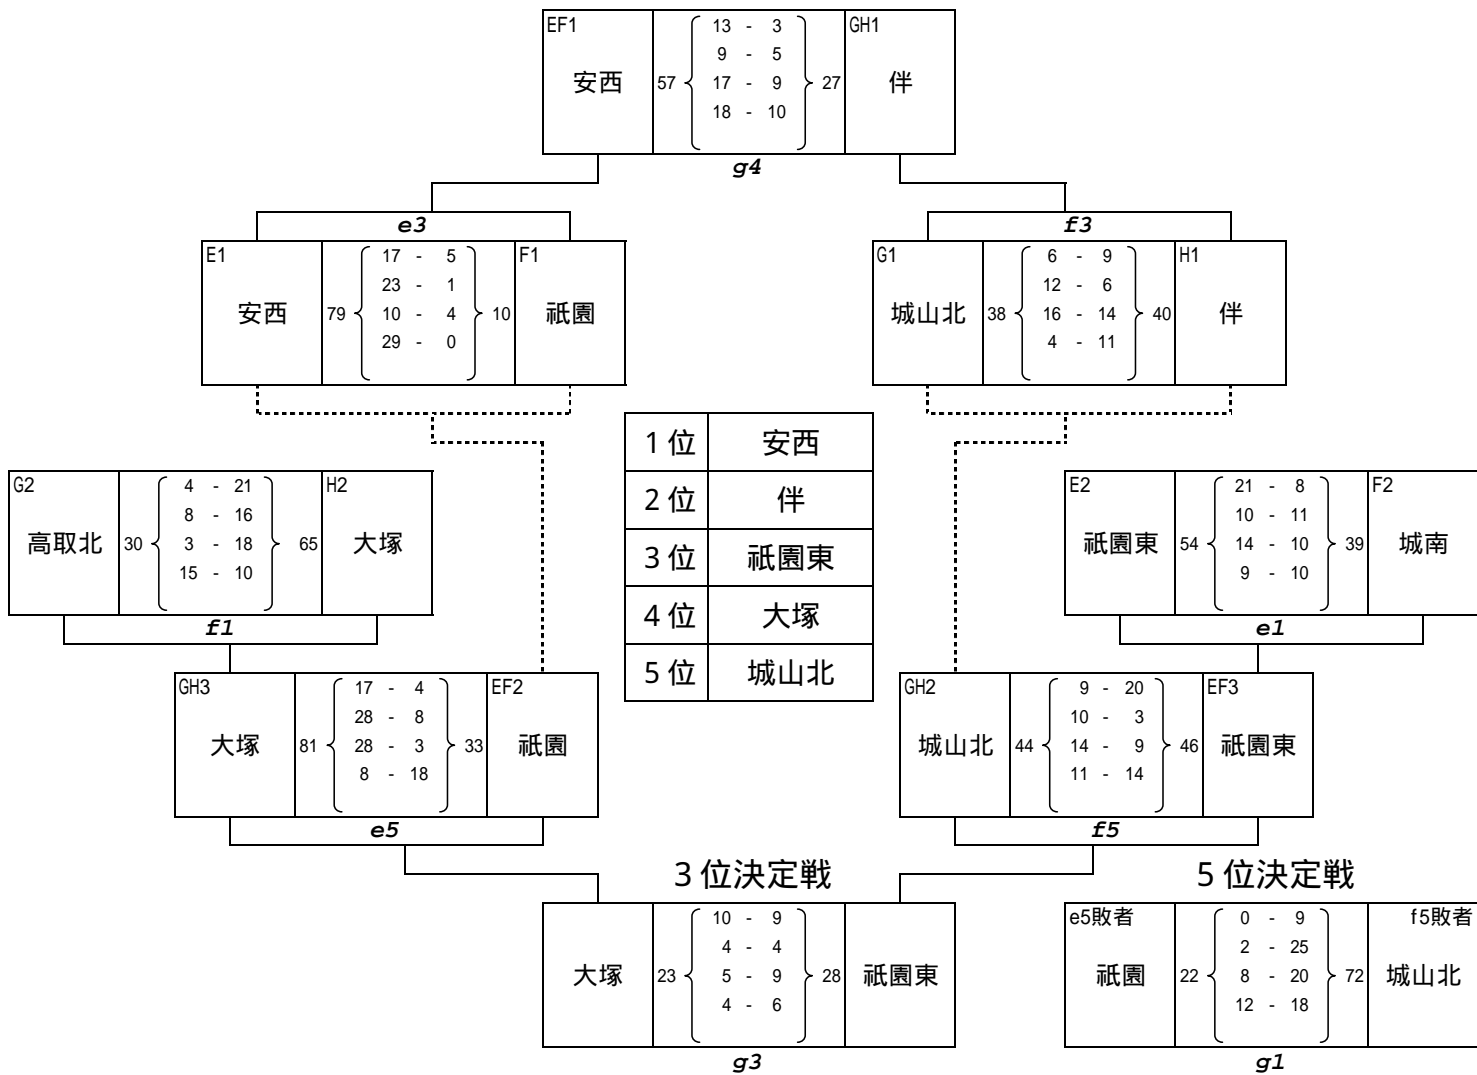 EF1
安西
57
13 - 3
9 - 5
17 - 9
18 - 10
27
GH1
伴
g4
e3
E1
安西
79
17 - 5
23 - 1
10 - 4
29 - 0
10
F1
祇園
f3
G1
城山北
38
6 - 9
12 - 6
16 - 14
4 - 11
40
H1
伴
1位 安西
2位 伴
3位 祇園東
4位 大塚
5位 城山北
G2
高取北
30
4 - 21
8 - 16
3 - 18
15 - 10
65
H2
大塚
f1
E2
祇園東
54
21 - 8
10 - 11
14 - 10
9 - 10
39
F2
城南
e1
GH3
大塚
81
17 - 4
28 - 8
28 - 3
8 - 18
33
EF2
祇園
e5
GH2
城山北
44
9 - 20
10 - 3
14 - 9
11 - 14
46
EF3
祇園東
f5
3位決定戦
大塚
23
10 - 9
4 - 4
5 - 9
4 - 6
28
祇園東
g3
5位決定戦
e5敗者
祇園
22
0 - 9
2 - 25
8 - 20
12 - 18
72
f5敗者
城山北
g1